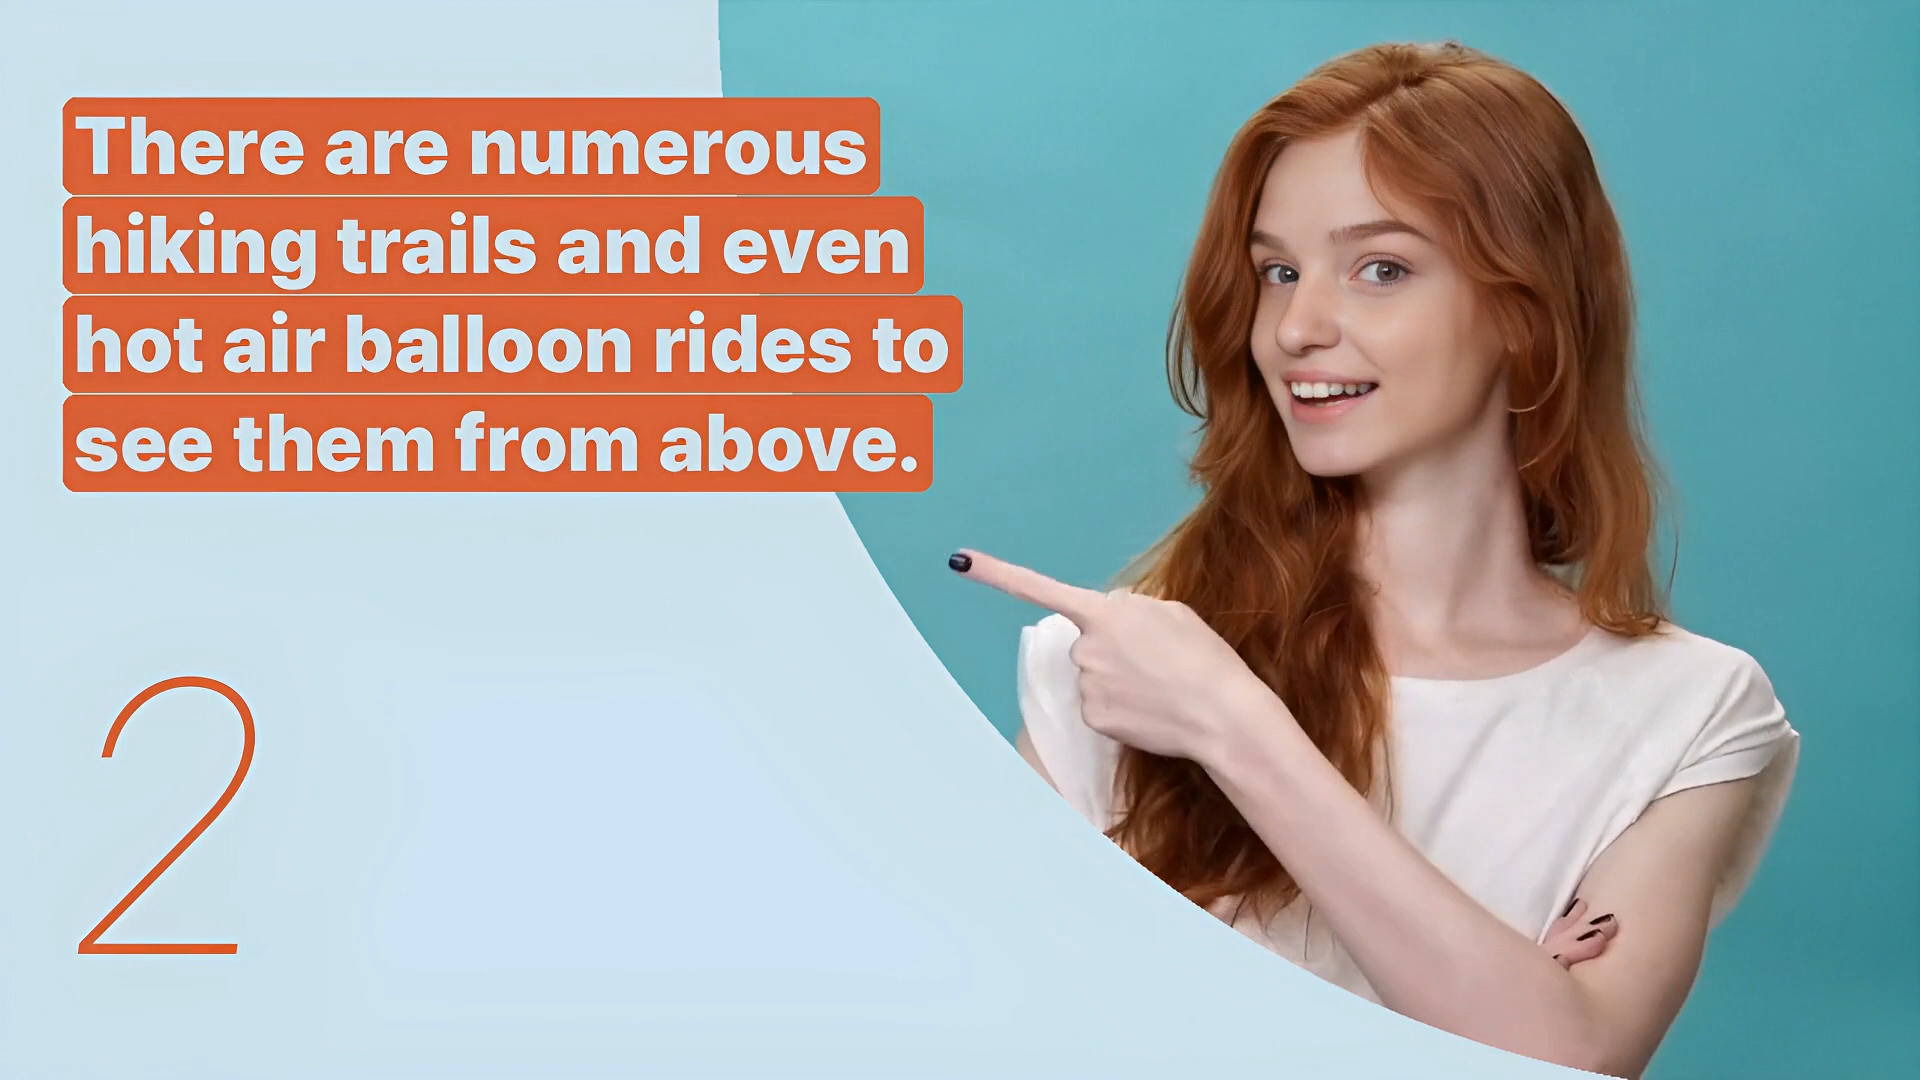 There are numerous
hiking trails and even
hot air balloon rides to
see them from above.
2